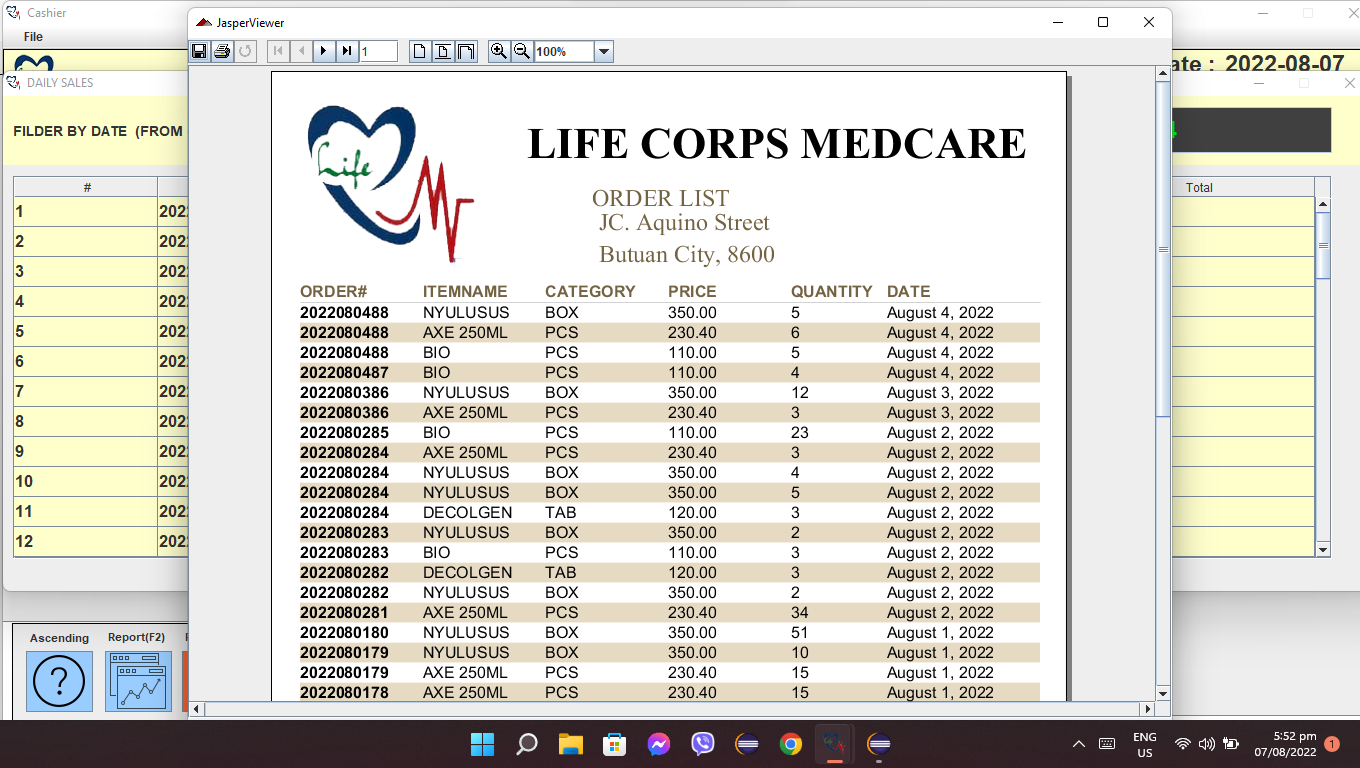 Cashier
File
ate : 2022-08-07
DAILY SALES
FILDER BY DATE (FROM
#
Total
1 202
2 202
3 202
4 202
5 202
6 202
7 202
8 202
9 202
10 202
11 202
12 202
Ascending Report(F2)
JasperViewer
1
100%
Life
LIFE CORPS MEDCARE
ORDER LIST
JC. Aquino Street
Butuan City, 8600
ORDER# ITEMNAME CATEGORY PRICE QUANTITY DATE
2022080488 NYULUSUS BOX 350.00 5 August 4, 2022
2022080488 AXE 250ML PCS 230.40 6 August 4, 2022
2022080488 BIO PCS 110.00 5 August 4, 2022
2022080487 BIO PCS 110.00 4 August 4, 2022
2022080386 NYULUSUS BOX 350.00 12 August 3, 2022
2022080386 AXE 250ML PCS 230.40 3 August 3, 2022
2022080285 BIO PCS 110.00 23 August 2, 2022
2022080284 AXE 250ML PCS 230.40 3 August 2, 2022
2022080284 NYULUSUS BOX 350.00 4 August 2, 2022
2022080284 NYULUSUS BOX 350.00 5 August 2, 2022
2022080284 DECOLGEN TAB 120.00 3 August 2, 2022
2022080283 NYULUSUS BOX 350.00 2 August 2, 2022
2022080283 BIO PCS 110.00 3 August 2, 2022
2022080282 DECOLGEN TAB 120.00 3 August 2, 2022
2022080282 NYULUSUS BOX 350.00 2 August 2, 2022
2022080281 AXE 250ML PCS 230.40 34 August 2, 2022
2022080180 NYULUSUS BOX 350.00 51 August 1, 2022
2022080179 NYULUSUS BOX 350.00 10 August 1, 2022
2022080179 AXE 250ML PCS 230.40 15 August 1, 2022
2022080178 AXE 250ML PCS 230.40 15 August 1, 2022
ENG
US
5:52 pm
07/08/2022
1